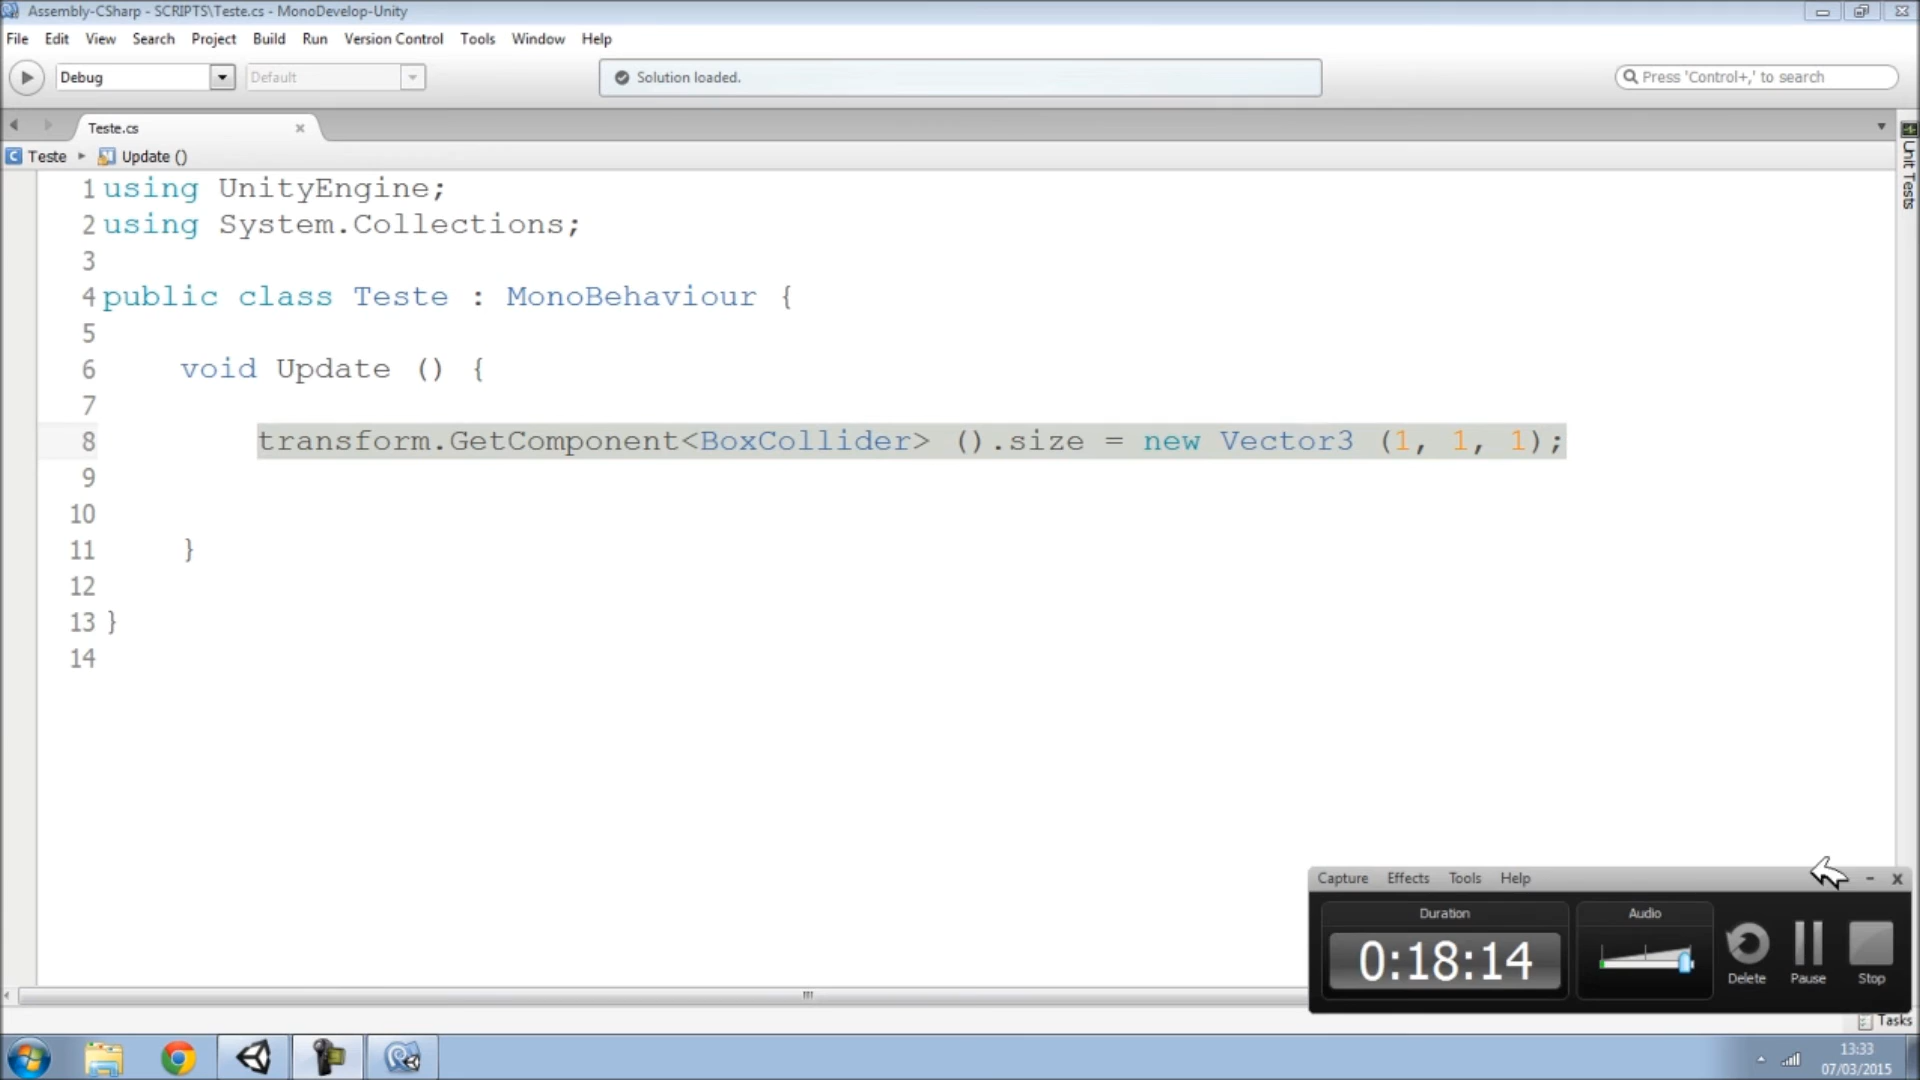 Assembly-CSharp - SCRIPTS\Teste.cs - MonoDevelop-Unity
File Edit View Search Project Build Run Version Control Tools Window Help
Debug Default Solution loaded. Press 'Control+,' to search
Teste.cs
Teste Update ()
Unit Tests
1 using UnityEngine;
2 using System.Collections;
3
4 public class Teste : MonoBehaviour {
5
6 void Update () {
7
8 transform.GetComponent<BoxCollider> ().size = new Vector3 (1, 1, 1);
9
10
11 }
12
13 }
14
Capture Effects Tools Help
Duration Audio
0:18:14
Delete Pause Stop
Tasks
13:33
07/03/2015